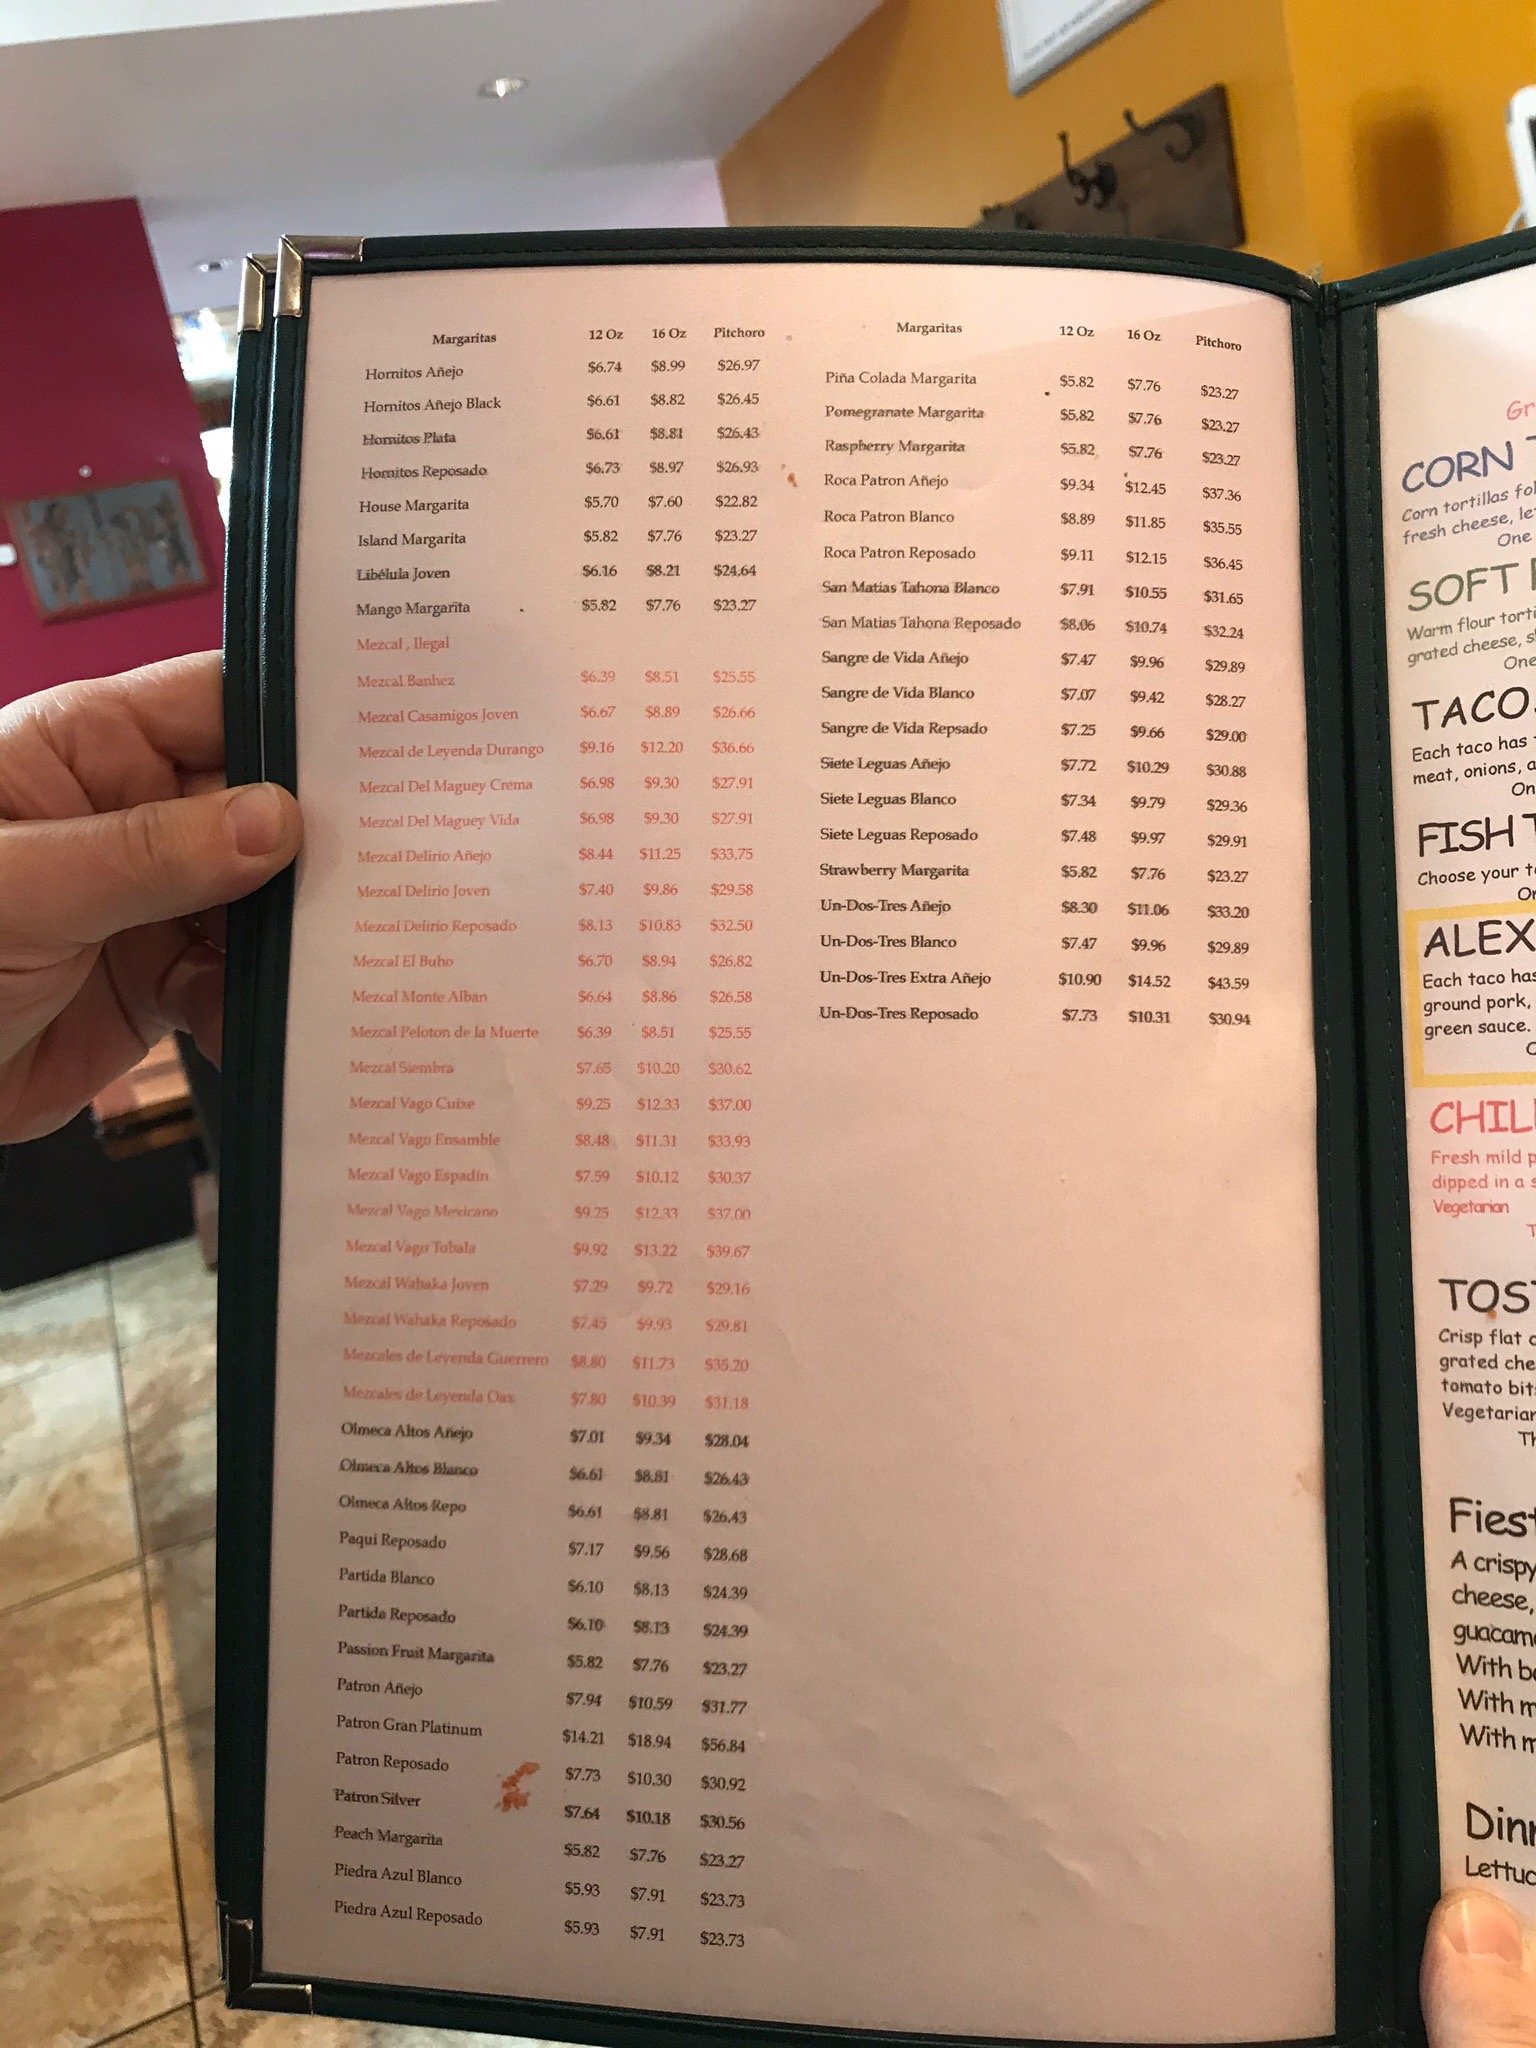 Margaritas 12 Oz 16 Oz Pitchoro
Hornitos Añejo $6.74 $8.99 $26.97
Hornitos Añejo Black $6.61 $8.82 $26.45
Hornitos Plata $6.61 $8.81 $26.43
Hornitos Reposado $6.73 $8.97 $26.93
House Margarita $5.70 $7.60 $22.82
Island Margarita $5.82 $7.76 $23.27
Libélula Joven $6.16 $8.21 $24.64
Mango Margarita $5.82 $7.76 $23.27
Mezcal , Ilegal
Mezcal Banhez $6.39 $8.51 $25.55
Mezcal Casamigos Joven $6.67 $8.89 $26.66
Mezcal de Leyenda Durango $9.16 $12.20 $36.66
Mezcal Del Maguey Crema $6.98 $9.30 $27.91
Mezcal Del Maguey Vida $6.98 $9.30 $27.91
Mezcal Delirio Añejo $8.44 $11.25 $33.75
Mezcal Delirio Joven $7.40 $9.86 $29.58
Mezcal Delirio Reposado $8.13 $10.83 $32.50
Mezcal El Buho $6.70 $8.94 $26.82
Mezcal Monte Alban $6.64 $8.86 $26.58
Mezcal Peloton de la Muerte $6.39 $8.51 $25.55
Mezcal Siembra $7.65 $10.20 $30.62
Mezcal Vago Cuixe $9.25 $12.33 $37.00
Mezcal Vago Ensamble $8.48 $11.31 $33.93
Mezcal Vago Espadin $7.59 $10.12 $30.37
Mezcal Vago Mexicano $9.25 $12.33 $37.00
Mezcal Vago Tobala $9.92 $13.22 $39.67
Mezcal Wahaka Joven $7.29 $9.72 $29.16
Mezcal Wahaka Reposado $7.45 $9.93 $29.81
Mezcales de Leyenda Guerrero $8.80 $11.73 $35.20
Mezcales de Leyenda Oax $7.80 $10.39 $31.18
Olmeca Altos Añejo $7.01 $9.34 $28.04
Olmeca Altos Blanco $6.61 $8.81 $26.43
Olmeca Altos Repo $6.61 $8.81 $26.43
Paqui Reposado $7.17 $9.56 $28.68
Partida Blanco $6.10 $8.13 $24.39
Partida Reposado $6.10 $8.13 $24.39
Passion Fruit Margarita $5.82 $7.76 $23.27
Patron Añejo $7.94 $10.59 $31.77
Patron Gran Platinum $14.21 $18.94 $56.84
Patron Reposado $7.73 $10.30 $30.92
Patron Silver $7.64 $10.18 $30.56
Peach Margarita $5.82 $7.76 $23.27
Piedra Azul Blanco $5.93 $7.91 $23.73
Piedra Azul Reposado $5.93 $7.91 $23.73
Margaritas 12 Oz 16 Oz Pitchoro
Piña Colada Margarita $5.82 $7.76 $23.27
Pomegranate Margarita $5.82 $7.76 $23.27
Raspberry Margarita $5.82 $7.76 $23.27
Roca Patron Añejo $9.34 $12.45 $37.36
Roca Patron Blanco $8.89 $11.85 $35.55
Roca Patron Reposado $9.11 $12.15 $36.45
San Matias Tahona Blanco $7.91 $10.55 $31.65
San Matias Tahona Reposado $8.06 $10.74 $32.24
Sangre de Vida Añejo $7.47 $9.96 $29.89
Sangre de Vida Blanco $7.07 $9.42 $28.27
Sangre de Vida Repsado $7.25 $9.66 $29.00
Siete Leguas Añejo $7.72 $10.29 $30.88
Siete Leguas Blanco $7.34 $9.79 $29.36
Siete Leguas Reposado $7.48 $9.97 $29.91
Strawberry Margarita $5.82 $7.76 $23.27
Un-Dos-Tres Añejo $8.30 $11.06 $33.20
Un-Dos-Tres Blanco $7.47 $9.96 $29.89
Un-Dos-Tres Extra Añejo $10.90 $14.52 $43.59
Un-Dos-Tres Reposado $7.73 $10.31 $30.94
Gr
CORN
Corn tortillas fol
fresh cheese, le
One
SOFT
Warm flour torti
grated cheese, s
One
TACO
Each taco has
meat, onions, a
On
FISH T
Choose your t
Or
ALEX
Each taco has
ground pork,
green sauce.
CHIL
Fresh mild p
dipped in a s
Vegetarian
T
TOS
Crisp flat
grated che
tomato bit
Vegetarian
Th
Fies
A crispy
cheese,
guacam
With b
With m
With m
Dinn
Lettuc